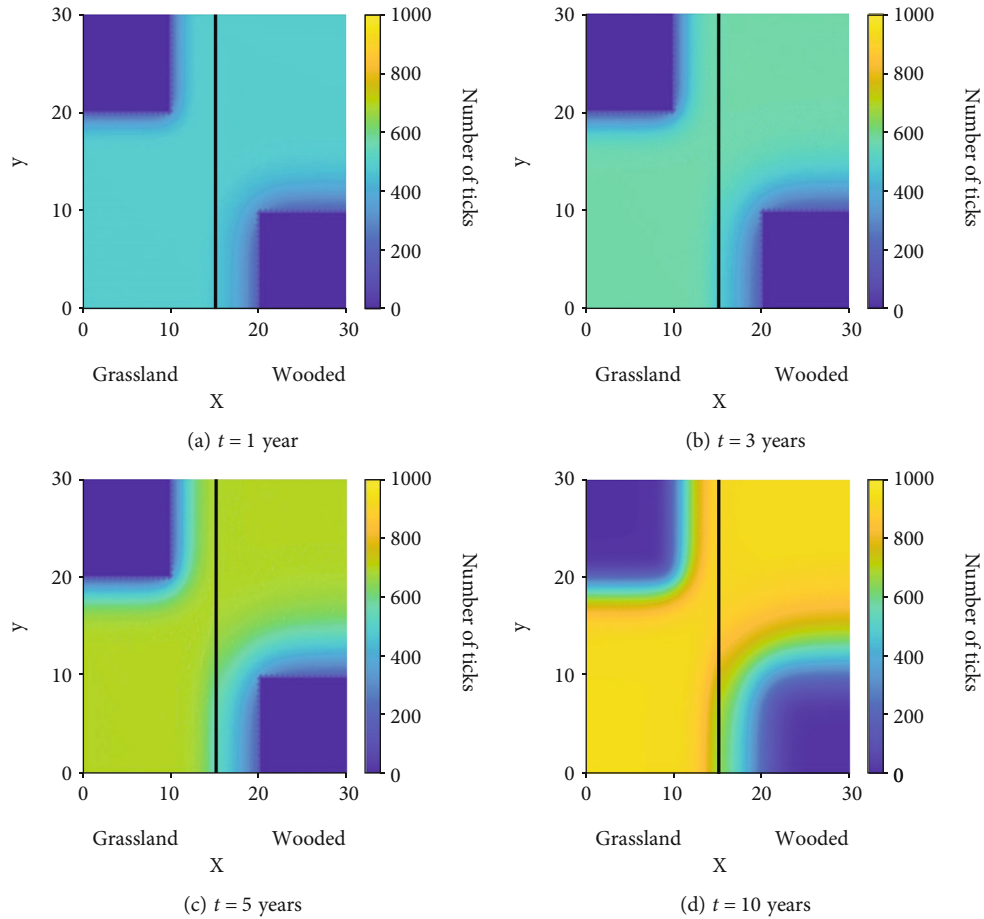 30
20
y
10
0
0 10 20 30
Grassland Wooded
X
1000
800
600
400
200
0
Number of ticks
(a) t = 1 year
30
20
y
10
0
0 10 20 30
Grassland Wooded
X
1000
800
600
400
200
0
Number of ticks
(b) t = 3 years
30
20
y
10
0
0 10 20 30
Grassland Wooded
X
1000
800
600
400
200
0
Number of ticks
(c) t = 5 years
30
20
y
10
0
0 10 20 30
Grassland Wooded
X
1000
800
600
400
200
0
Number of ticks
(d) t = 10 years